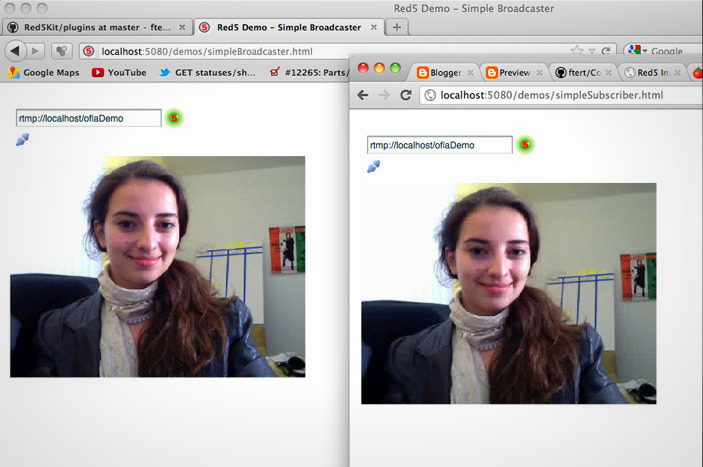 Red5 Demo - Simple Broadcaster
Red5Kit/plugins at master · fte...
Red5 Demo - Simple Broadcaster
localhost:5080/demos/simpleBroadcaster.html
Google
Google Maps
YouTube
GET statuses/sh...
#12265: Parts/
Blogger
Preview
ftert/Co
Red5 In
localhost:5080/demos/simpleSubscriber.html
rtmp://localhost/oflaDemo
5
rtmp://localhost/oflaDemo
5